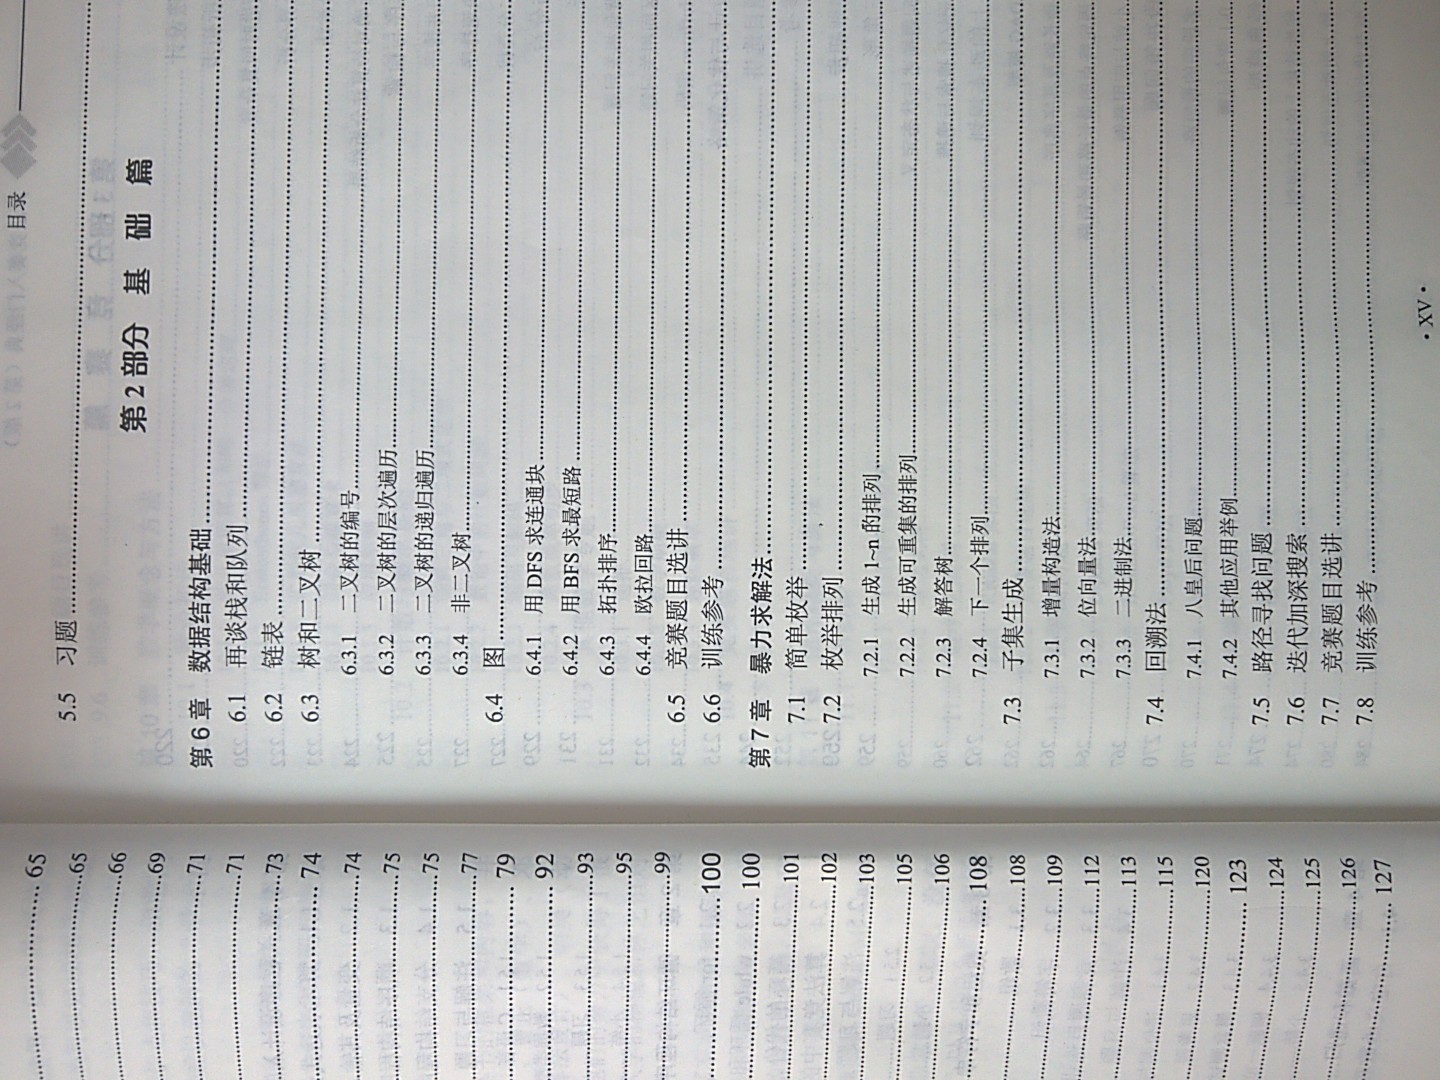 65
65
66
69
71
71
73
74
74
75
75
77
79
92
93
95
99
100
100
101
102
103
105
106
108
108
109
112
113
115
120
123
124
125
126
127
目录
5.5 习题
第2部分 基 础 篇
第6章 数据结构基础
6.1 再谈栈和队列
6.2 链表
6.3 树和二叉树
6.3.1 二叉树的编号
6.3.2 二叉树的层次遍历
6.3.3 二叉树的递归遍历
6.3.4 非二叉树
6.4 图
6.4.1 用 DFS 求连通块
6.4.2 用 BFS 求最短路
6.4.3 拓扑排序
6.4.4 欧拉回路
6.5 竞赛题目选讲
6.6 训练参考
第7章 暴力求解法
7.1 简单枚举
7.2 枚举排列
7.2.1 生成 1~n 的排列
7.2.2 生成可重集的排列
7.2.3 解答树
7.2.4 下一个排列
7.3 子集生成
7.3.1 增量构造法
7.3.2 位向量法
7.3.3 二进制法
7.4 回溯法
7.4.1 八皇后问题
7.4.2 其他应用举例
7.5 路径寻找问题
7.6 迭代加深搜索
7.7 竞赛题目选讲
7.8 训练参考
· XV ·